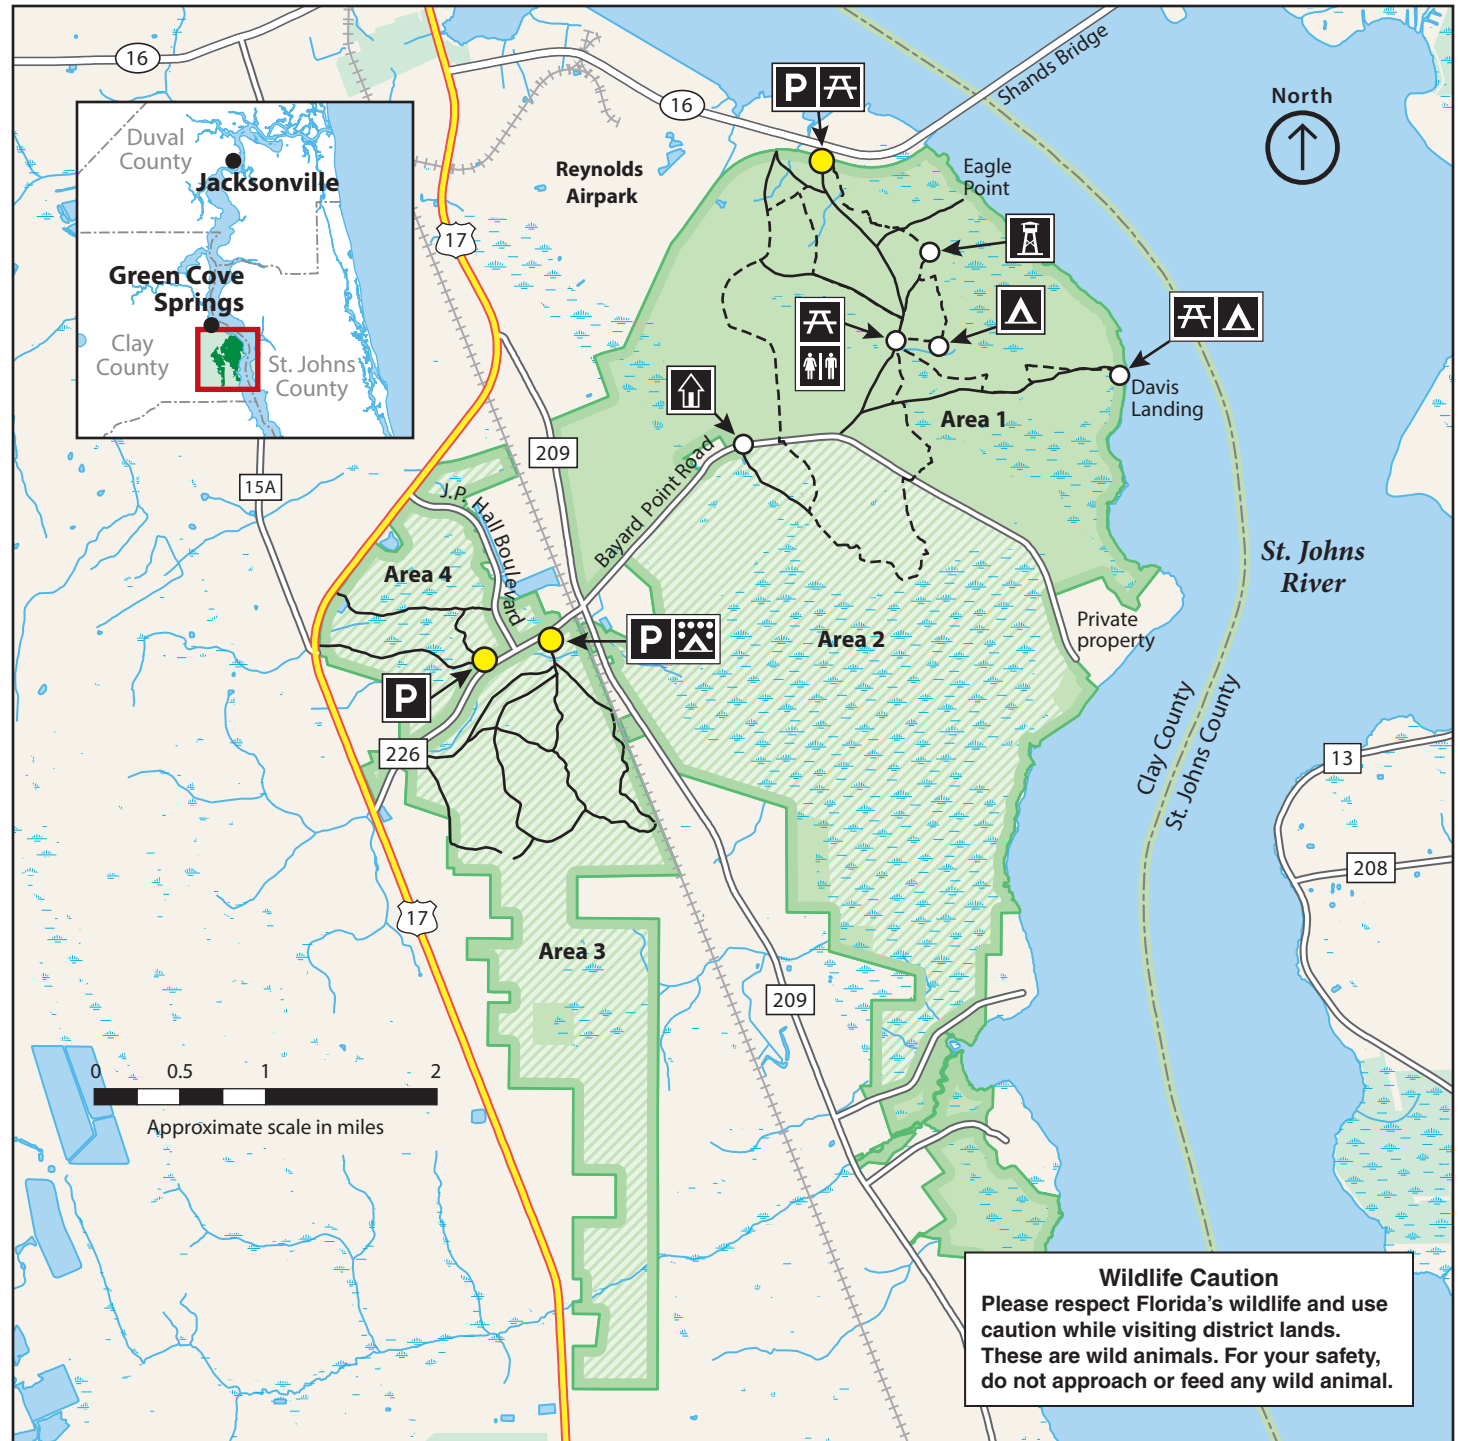 16
Shands Bridge
North
16
Duval
County
Jacksonville
Reynolds
Airpark
Eagle
Point
17
Green Cove
Springs
Clay
County
St. Johns
County
Davis
Landing
Area 1
209
15A
J.P. Hall Boulevard
Bayard Point Road
St. Johns
River
Area 4
Private
property
Area 2
P
P
P
226
Clay County
St. Johns County
13
208
17
Area 3
209
0 0.5 1 2
Approximate scale in miles
Wildlife Caution
Please respect Florida's wildlife and use
caution while visiting district lands.
These are wild animals. For your safety,
do not approach or feed any wild animal.